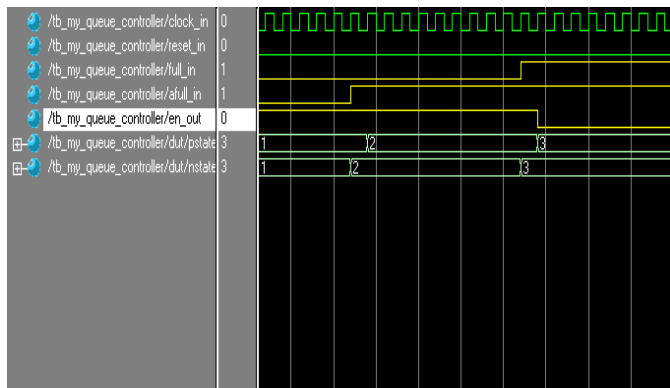 /tb_my_queue_controller/clock_in 0
/tb_my_queue_controller/reset_in 0
/tb_my_queue_controller/full_in 1
/tb_my_queue_controller/afull_in 1
/tb_my_queue_controller/en_out 0
/tb_my_queue_controller/dut/pstate 3 1 2 3
/tb_my_queue_controller/dut/nstate 3 1 2 3